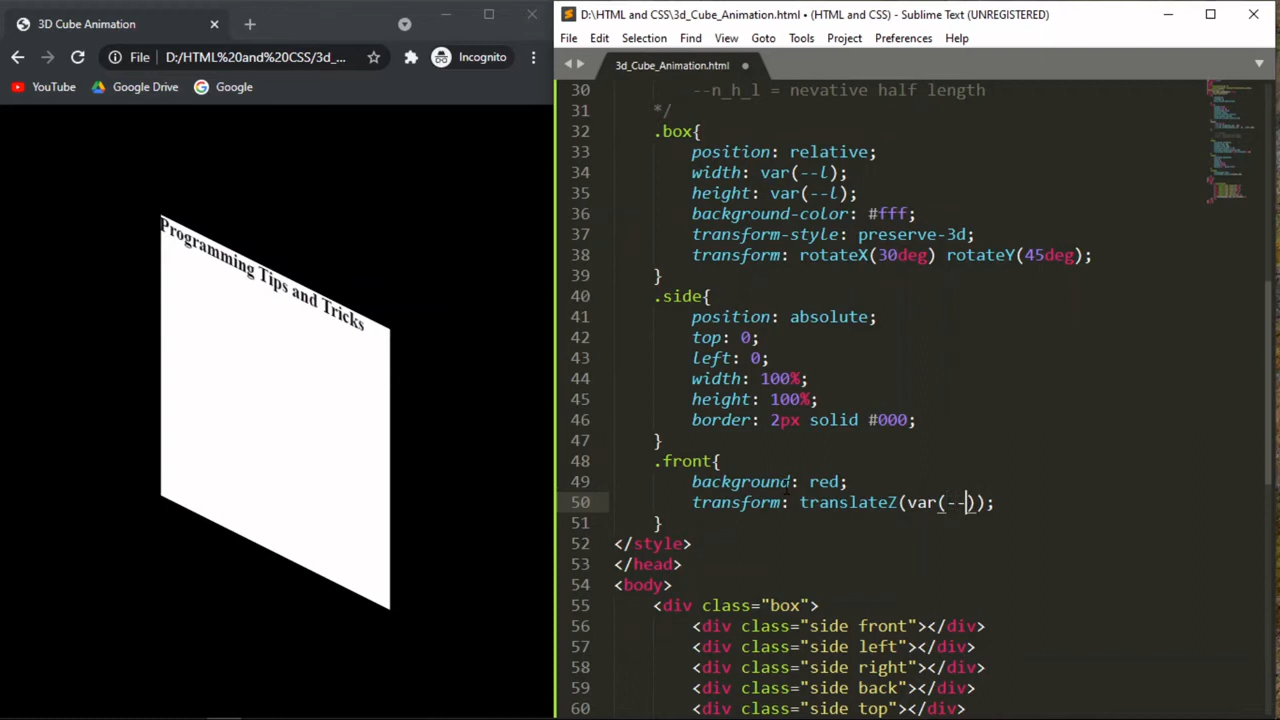 3D Cube Animation
File
D:/HTML%20and%20CSS/3d_...
Incognito
YouTube
Google Drive
Google
Programming Tips and Tricks
D:\HTML and CSS\3d_Cube_Animation.html • (HTML and CSS) - Sublime Text (UNREGISTERED)
File Edit Selection Find View Goto Tools Project Preferences Help
3d_Cube_Animation.html
30 --n_h_l = nevative half length
31 */
32 .box{
33 position: relative;
34 width: var(--l);
35 height: var(--l);
36 background-color: #fff;
37 transform-style: preserve-3d;
38 transform: rotateX(30deg) rotateY(45deg);
39 }
40 .side{
41 position: absolute;
42 top: 0;
43 left: 0;
44 width: 100%;
45 height: 100%;
46 border: 2px solid #000;
47 }
48 .front{
49 background: red;
50 transform: translateZ(var(--));
51 }
52 </style>
53 </head>
54 <body>
55 <div class="box">
56 <div class="side front"></div>
57 <div class="side left"></div>
58 <div class="side right"></div>
59 <div class="side back"></div>
60 <div class="side top"></div>